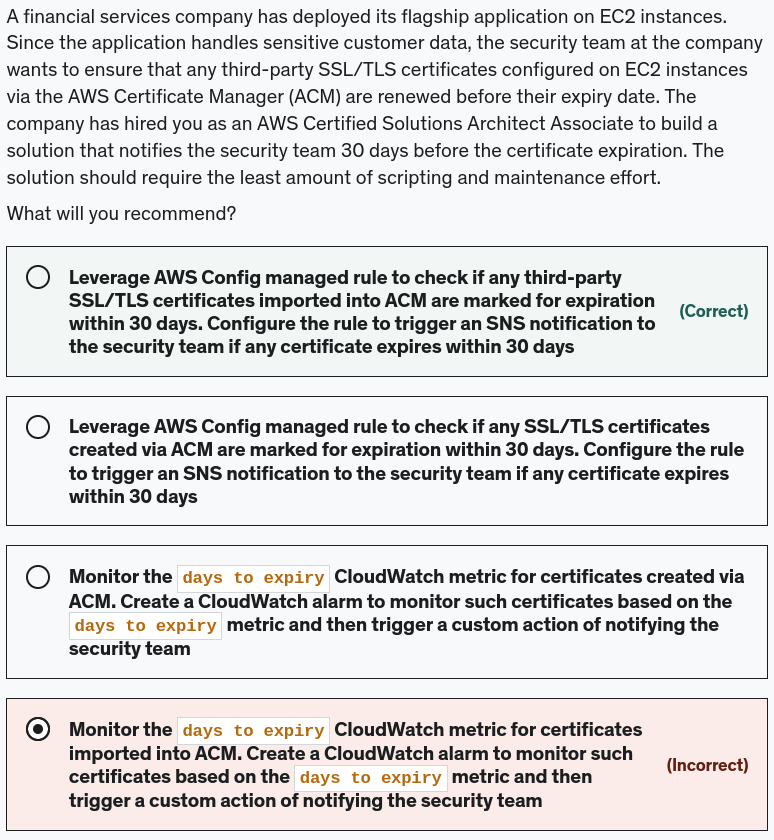 A financial services company has deployed its flagship application on EC2 instances.
Since the application handles sensitive customer data, the security team at the company
wants to ensure that any third-party SSL/TLS certificates configured on EC2 instances
via the AWS Certificate Manager (ACM) are renewed before their expiry date. The
company has hired you as an AWS Certified Solutions Architect Associate to build a
solution that notifies the security team 30 days before the certificate expiration. The
solution should require the least amount of scripting and maintenance effort.
What will you recommend?
Leverage AWS Config managed rule to check if any third-party
SSL/TLS certificates imported into ACM are marked for expiration
within 30 days. Configure the rule to trigger an SNS notification to
the security team if any certificate expires within 30 days
(Correct)
Leverage AWS Config managed rule to check if any SSL/TLS certificates
created via ACM are marked for expiration within 30 days. Configure the rule
to trigger an SNS notification to the security team if any certificate expires
within 30 days
Monitor the days to expiry CloudWatch metric for certificates created via
ACM. Create a CloudWatch alarm to monitor such certificates based on the
days to expiry metric and then trigger a custom action of notifying the
security team
Monitor the days to expiry CloudWatch metric for certificates
imported into ACM. Create a CloudWatch alarm to monitor such
certificates based on the days to expiry metric and then
trigger a custom action of notifying the security team
(Incorrect)